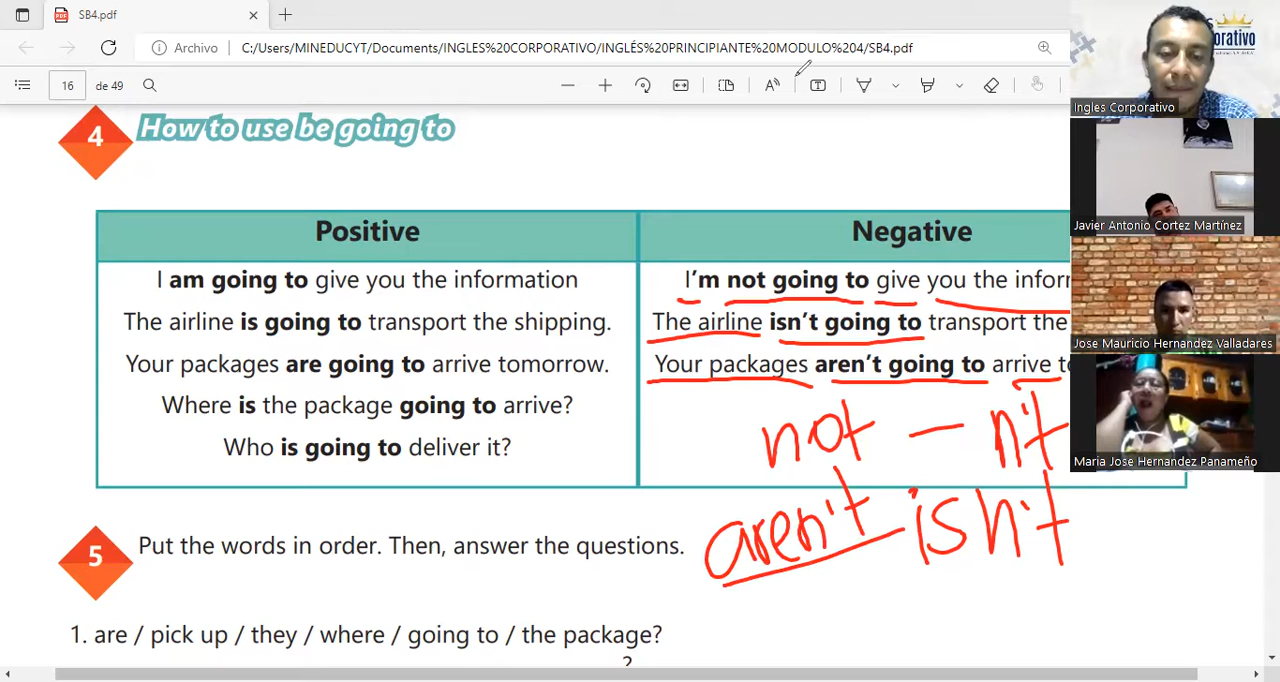 SB4.pdf
Archivo
C:/Users/MINEDUCYT/Documents/INGLES%20CORPORATIVO/INGLÉS%20PRINCIPIANTE%20MODULO%204/SB4.pdf
16
de 49
orporativo
Ingles Corporativo
Javier Antonio Cortez Martínez
Jose Mauricio Hernandez Valladares
Maria Jose Hernandez Panameño
4
How to use be going to
Positive
Negative
I am going to give you the information
I'm not going to give you the inform
The airline is going to transport the shipping.
The airline isn't going to transport the
Your packages are going to arrive tomorrow.
Your packages aren't going to arrive to
Where is the package going to arrive?
Who is going to deliver it?
not — n't
aren't isn't
5
Put the words in order. Then, answer the questions.
1. are / pick up / they / where / going to / the package?